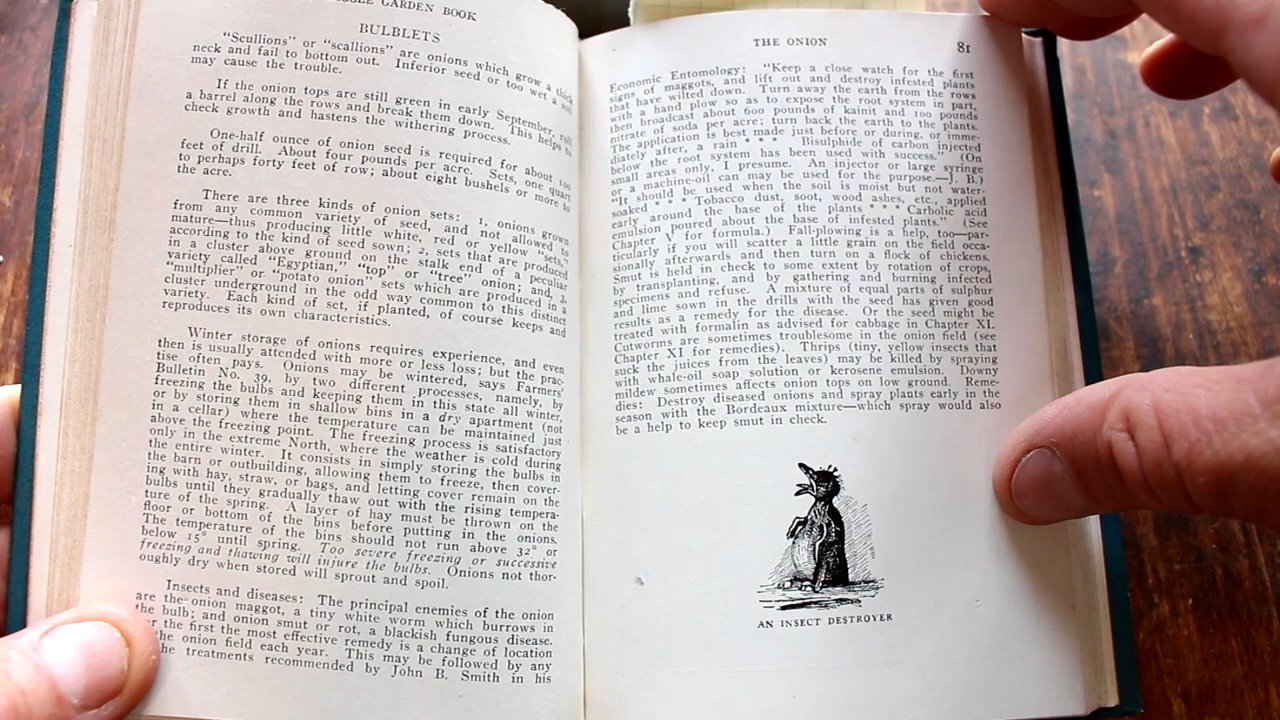 GARDEN BOOK
BULBLETS
"Scullions" or "scallions" are onions which grow a thick
neck and fail to bottom out. Inferior seed or too wet a soil
may cause the trouble.
If the onion tops are still green in early September, roll
a barrel along the rows and break them down. This helps to
check growth and hastens the withering process.
One-half ounce of onion seed is required for about 100
feet of drill. About four pounds per acre. Sets, one quart
to perhaps forty feet of row; about eight bushels or more to
the acre.
There are three kinds of onion sets: 1, onions grown
from any common variety of seed, and not allowed to
mature—thus producing little white, red or yellow "sets,"
according to the kind of seed sown; 2, sets that are produced
in a cluster above ground on the stalk end of a peculiar
variety called "Egyptian," "top" or "tree" onion; and, 3,
"multiplier" or "potato onion" sets which are produced in a
cluster underground in the odd way common to this distinct
variety. Each kind of set, if planted, of course keeps and
reproduces its own characteristics.
Winter storage of onions requires experience, and even
then is usually attended with more or less loss; but the prac-
tise often pays. Onions may be wintered, says Farmers'
Bulletin No. 39, by two different processes, namely, by
freezing the bulbs and keeping them in this state all winter,
or by storing them in shallow bins in a dry apartment (not
in a cellar) where the temperature can be maintained just
above the freezing point. The freezing process is satisfactory
only in the extreme North, where the weather is cold during
the entire winter. It consists in simply storing the bulbs in
the barn or outbuilding, allowing them to freeze, then cover-
ing with hay, straw, or bags, and letting cover remain on the
bulbs until they gradually thaw out with the rising tempera-
ture of the spring. A layer of hay must be thrown on the
floor or bottom of the bins before putting in the onions.
The temperature of the bins should not run above 32° or
below 15° until spring. Too severe freezing or successive
freezing and thawing will injure the bulbs. Onions not thor-
oughly dry when stored will sprout and spoil.
Insects and diseases: The principal enemies of the onion
are the onion maggot, a tiny white worm which burrows in
the bulb; and onion smut or rot, a blackish fungous disease.
the first the most effective remedy is a change of location
the onion field each year. This may be followed by any
the treatments recommended by John B. Smith in his
THE ONION 81
Economic Entomology: "Keep a close watch for the first
signs of maggots, and lift out and destroy infested plants
that have wilted down. Turn away the earth from the rows
with a hand plow so as to expose the root system in part,
then broadcast about 600 pounds of kainit and 100 pounds
nitrate of soda per acre; turn back the earth to the plants.
The application is best made just before or during, or imme-
diately after, a rain * * * Bisulphide of carbon injected
below the root system has been used with success." (On
small areas only, I presume. An injector or large syringe
or a machine-oil can may be used for the purpose.—J. B.)
"It should be used when the soil is moist but not water-
soaked * * * Tobacco dust, soot, wood ashes, etc., applied
early around the base of the plants * * * Carbolic acid
emulsion poured about the base of infested plants." (See
Chapter V for formula.) Fall-plowing is a help, too—par-
ticularly if you will scatter a little grain on the field occa-
sionally afterwards and then turn on a flock of chickens.
Smut is held in check to some extent by rotation of crops,
by transplanting, and by gathering and burning infected
specimens and refuse. A mixture of equal parts of sulphur
and lime sown in the drills with the seed has given good
results as a remedy for the disease. Or the seed might be
treated with formalin as advised for cabbage in Chapter XI.
Cutworms are sometimes troublesome in the onion field (see
Chapter XI for remedies). Thrips (tiny, yellow insects that
suck the juices from the leaves) may be killed by spraying
with whale-oil soap solution or kerosene emulsion. Downy
mildew sometimes affects onion tops on low ground. Reme-
dies: Destroy diseased onions and spray plants early in the
season with the Bordeaux mixture—which spray would also
be a help to keep smut in check.
AN INSECT DESTROYER